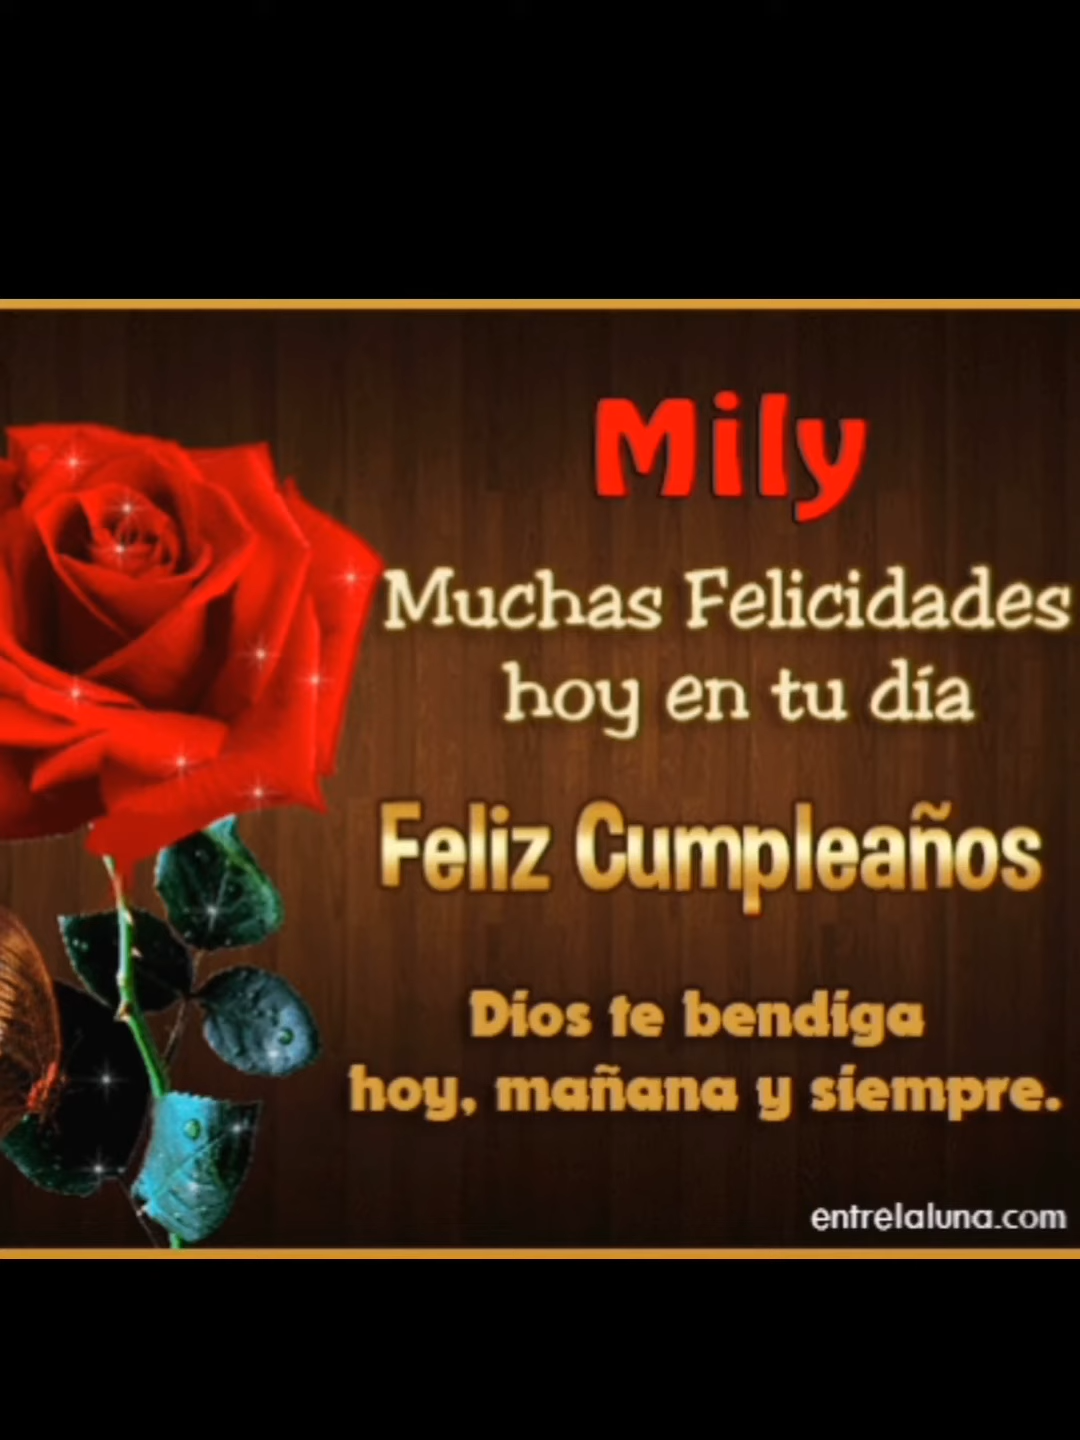 Mily
Muchas Felicidades
hoy en tu día
Feliz Cumpleaños
Dios te bendiga
hoy, mañana y siempre.
entrelaluna.com